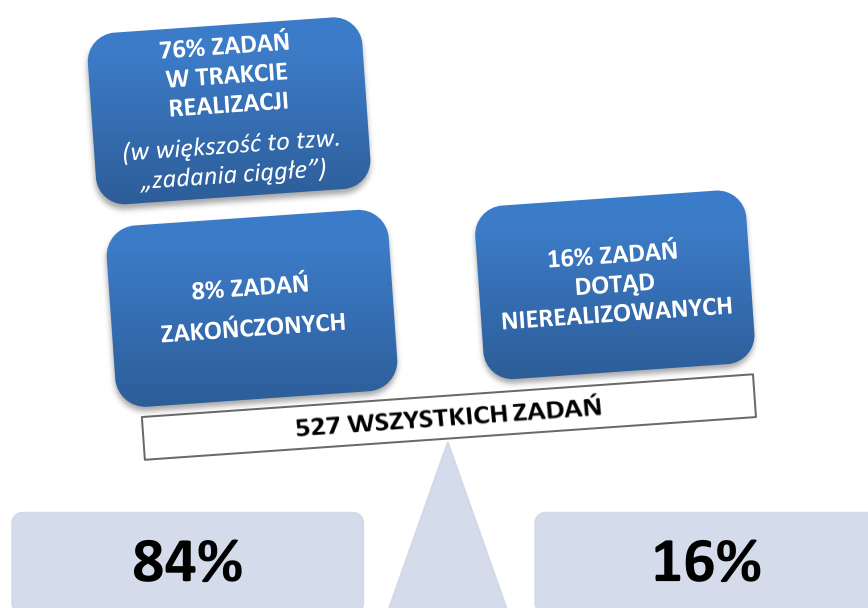 76% ZADAŃ
W TRAKCIE
REALIZACJI
(w większość to tzw.
„zadania ciągłe”)
8% ZADAŃ
ZAKOŃCZONYCH
16% ZADAŃ
DOTĄD
NIEREALIZOWANYCH
527 WSZYSTKICH ZADAŃ
84%
16%